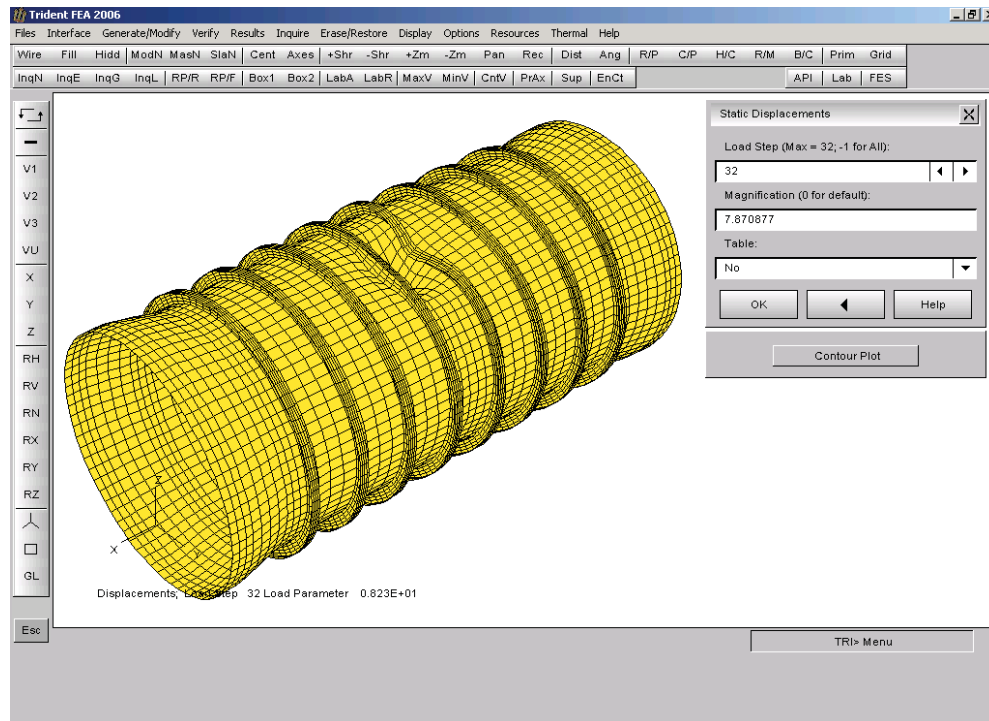 Trident FEA 2006
Files Interface Generate/Modify Verify Results Inquire Erase/Restore Display Options Resources Thermal Help
Wire Fill Hidd ModN MasN SlaN Cent Axes +Shr -Shr +Zm -Zm Pan Rec Dist Ang R/P C/P H/C R/M B/C Prim Grid
InqN InqE InqG InqL RP/R RP/F Box1 Box2 LabA LabR MaxV MinV CntV PrAx Sup EnCt API Lab FES
V1
V2
V3
VU
X
Y
Z
RH
RV
RN
RX
RY
RZ
GL
Esc
Z
X
Y
Displacements; Load Step 32 Load Parameter 0.823E+01
Static Displacements
Load Step (Max = 32; -1 for All):
32
Magnification (0 for default):
7.870877
Table:
No
OK Help
Contour Plot
TRI> Menu